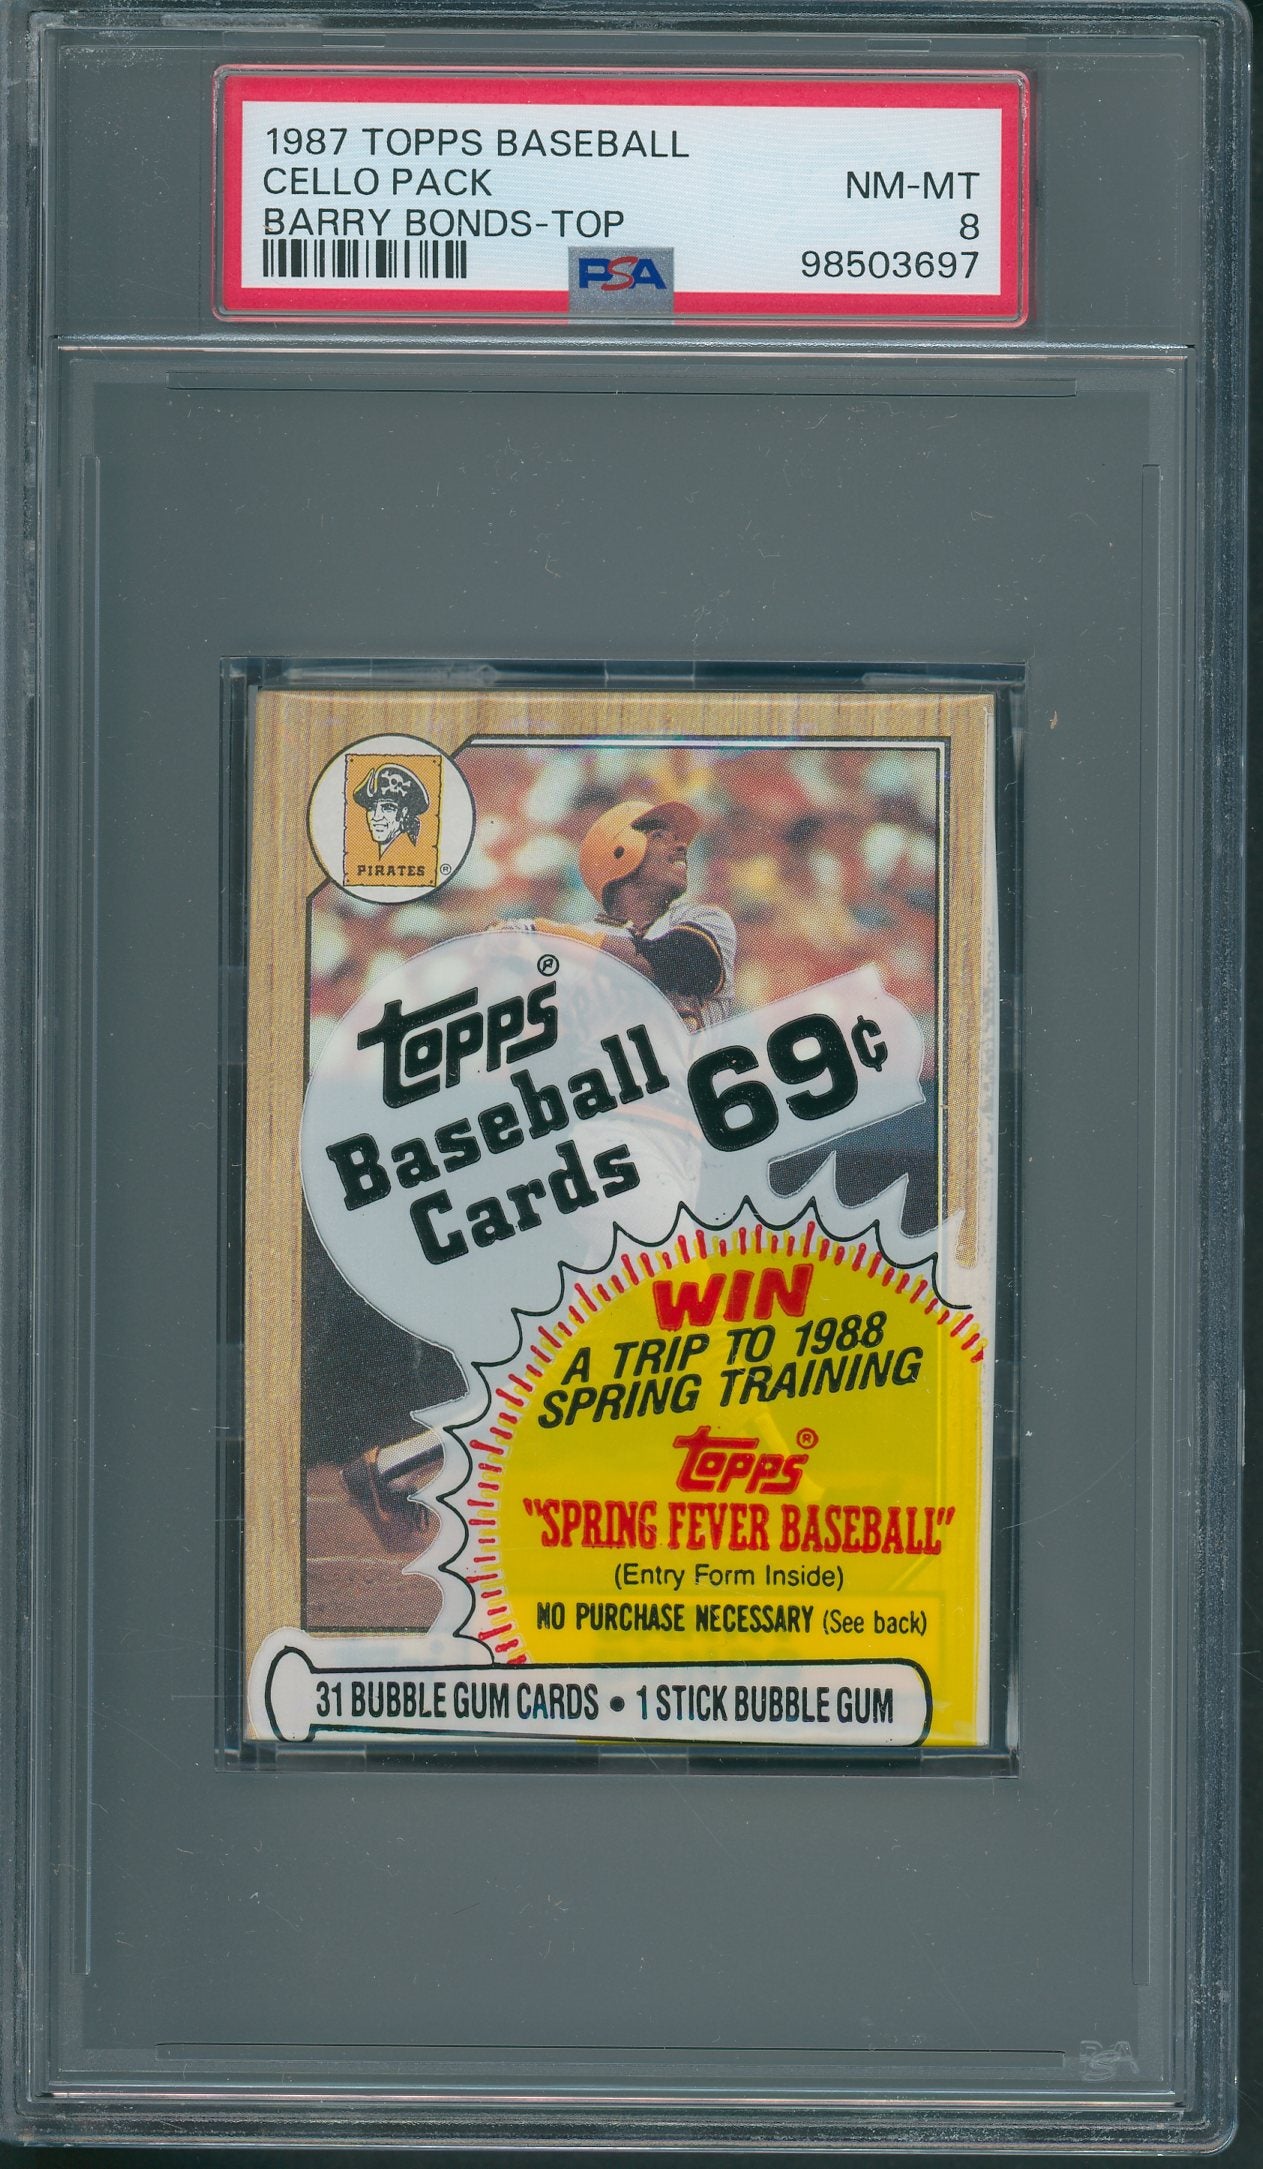 1987 TOPPS BASEBALL
CELLO PACK
NM-MT
BARRY BONDS-TOP
8
PSA
98503697
PIRATES ®
TOPPS®
Baseball
Cards
69¢
WIN
A TRIP TO 1988
SPRING TRAINING
TOPPS®
"SPRING FEVER BASEBALL"
(Entry Form Inside)
NO PURCHASE NECESSARY (See back)
31 BUBBLE GUM CARDS • 1 STICK BUBBLE GUM
PSA